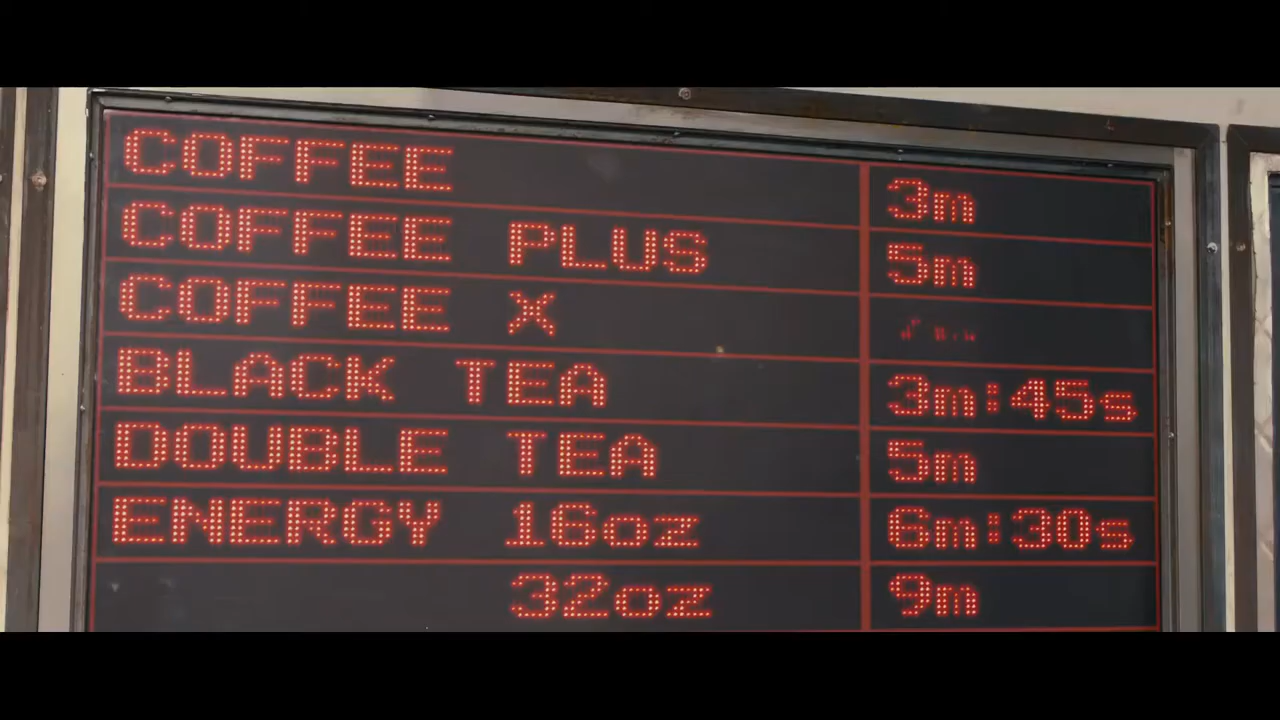 COFFEE 3m
COFFEE PLUS 5m
COFFEE X
BLACK TEA 3m:45s
DOUBLE TEA 5m
ENERGY 16oz 6m:30s
32oz 9m